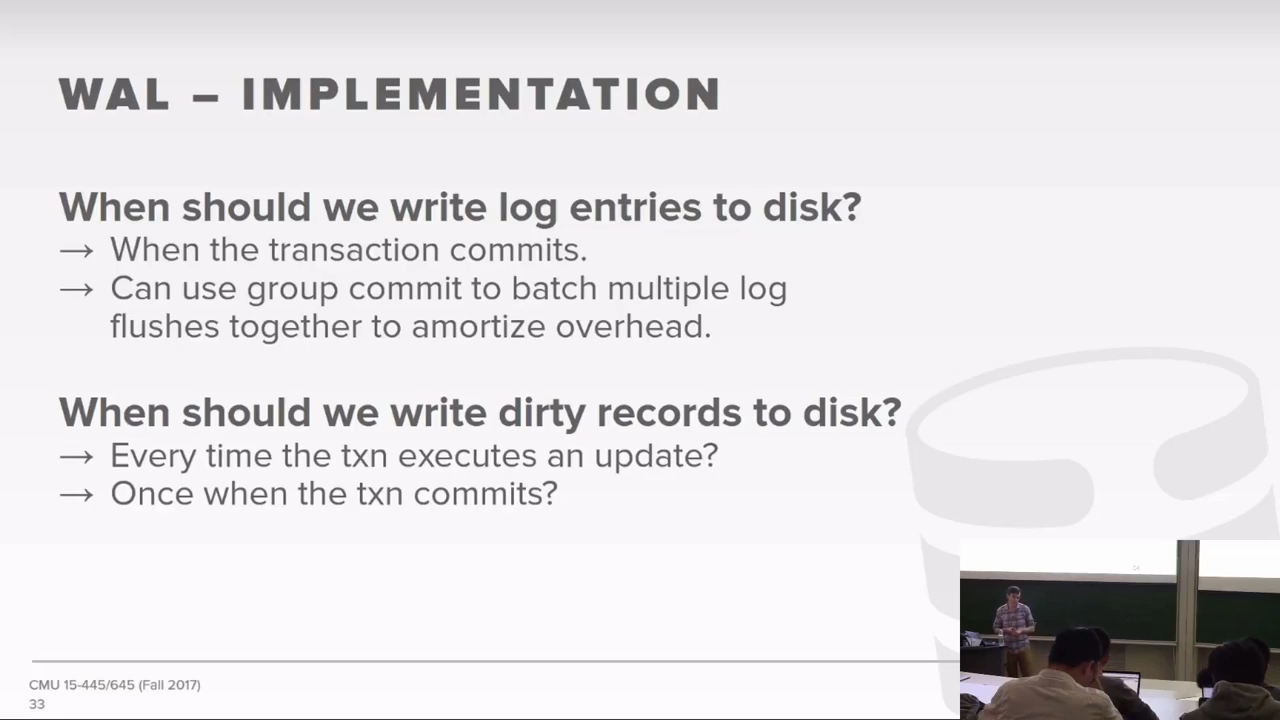 WAL – IMPLEMENTATION
When should we write log entries to disk?
→ When the transaction commits.
→ Can use group commit to batch multiple log
flushes together to amortize overhead.
When should we write dirty records to disk?
→ Every time the txn executes an update?
→ Once when the txn commits?
CMU 15-445/645 (Fall 2017)
33